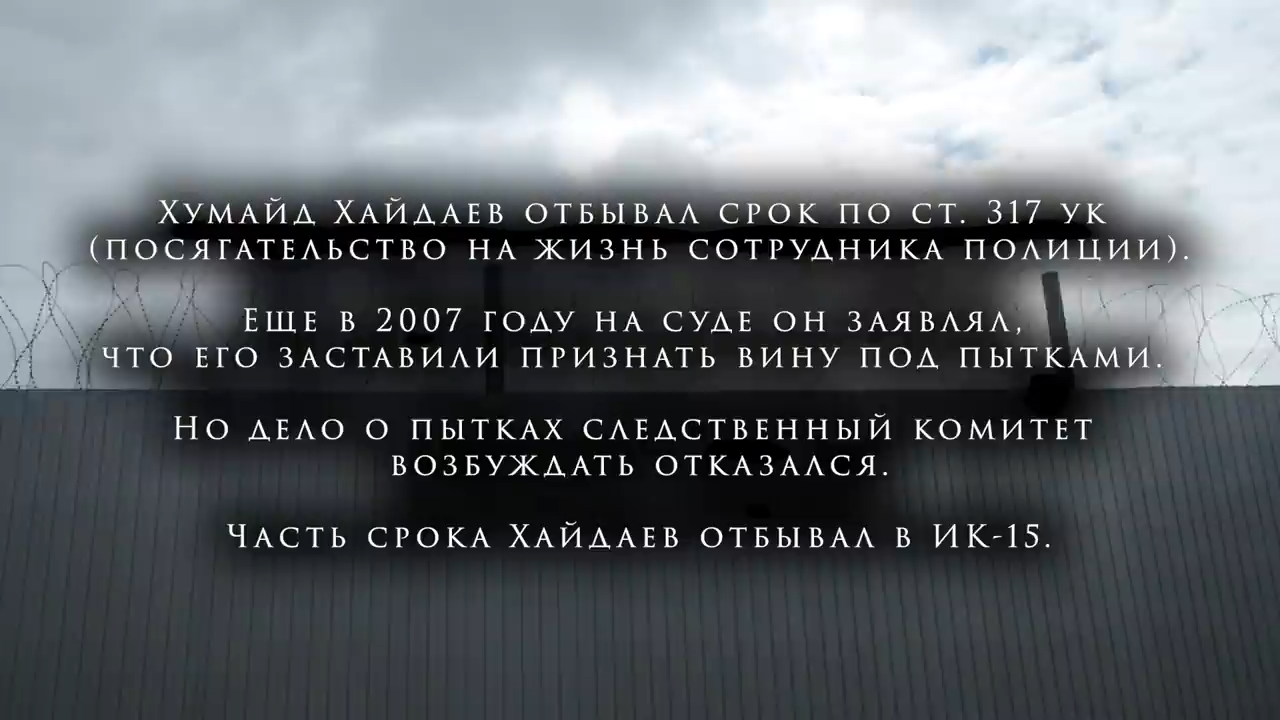 Хумайд Хайдаев отбывал срок по ст. 317 ук
(посягательство на жизнь сотрудника полиции).
Еще в 2007 году на суде он заявлял,
что его заставили признать вину под пытками.
Но дело о пытках следственный комитет
возбуждать отказался.
Часть срока Хайдаев отбывал в ИК-15.